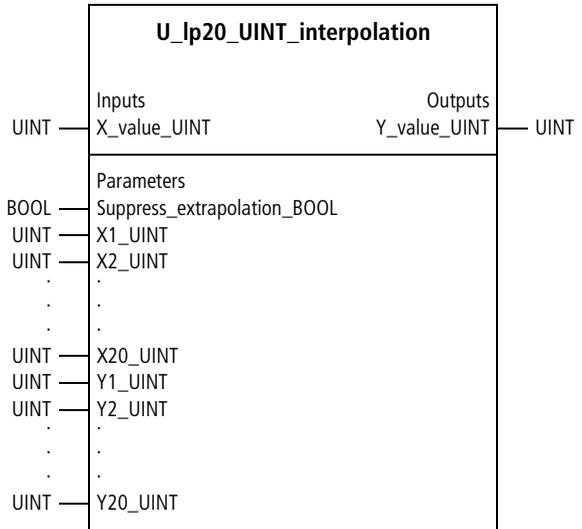 U_lp20_UINT_interpolation
Inputs Outputs
UINT X_value_UINT Y_value_UINT UINT
Parameters
BOOL Suppress_extrapolation_BOOL
UINT X1_UINT
UINT X2_UINT
. .
. .
. .
UINT X20_UINT
UINT Y1_UINT
UINT Y2_UINT
. .
. .
. .
UINT Y20_UINT